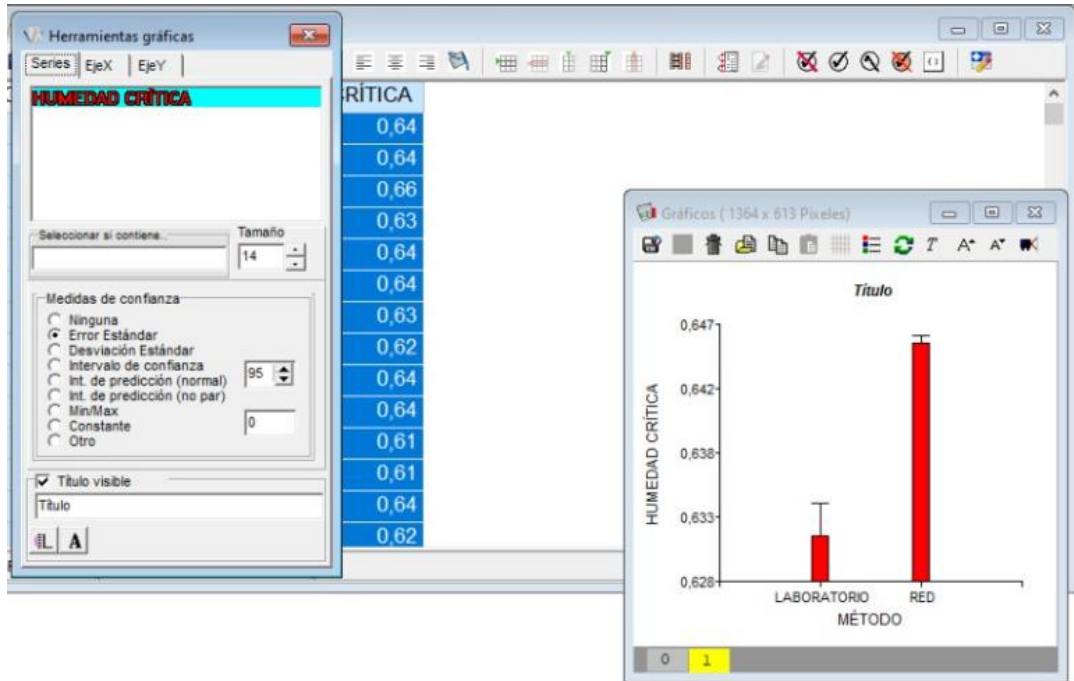 Herramientas gráficas
Series EjeX EjeY
HUMEDAD CRÍTICA
Seleccionar si contiene..
Tamaño
14
Medidas de confianza
Ninguna
Error Estándar
Desviación Estándar
Intervalo de confianza
Int. de predicción (normal)
95
Int. de predicción (no par)
Min/Max
Constante
0
Otro
Título visible
Título
L A
RÍTICA
0,64
0,64
0,66
0,63
0,64
0,64
0,63
0,62
0,64
0,64
0,61
0,61
0,64
0,62
Gráficos ( 1364 x 613 Pixeles)
T A A
Título
0,647
0,642
0,638
0,633
0,628
HUMEDAD CRÍTICA
LABORATORIO RED
MÉTODO
0 1